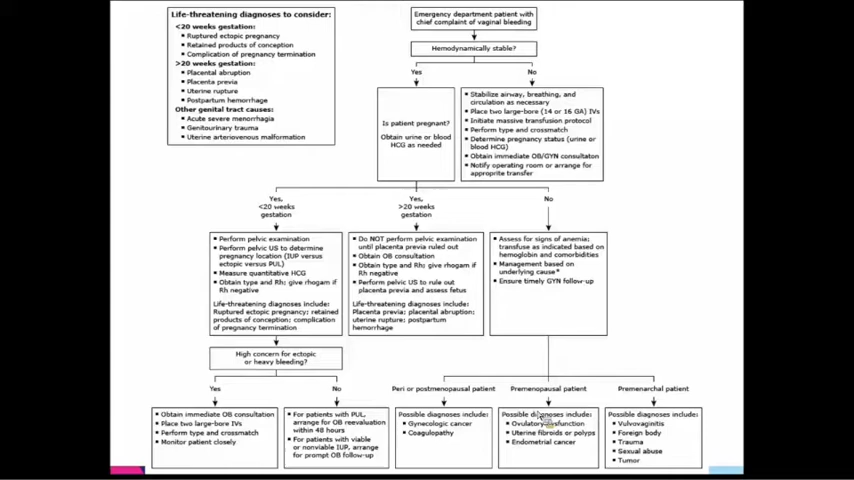 Life-threatening diagnoses to consider:
<20 weeks gestation:
▪ Ruptured ectopic pregnancy
▪ Retained products of conception
▪ Complication of pregnancy termination
>20 weeks gestation:
▪ Placental abruption
▪ Placenta previa
▪ Uterine rupture
▪ Postpartum hemorrhage
Other genital tract causes:
▪ Acute severe menorrhagia
▪ Genitourinary trauma
▪ Uterine arteriovenous malformation
Emergency department patient with
chief complaint of vaginal bleeding
Hemodynamically stable?
Yes
No
Is patient pregnant?
Obtain urine or blood
HCG as needed
▪ Stabilize airway, breathing, and
circulation as necessary
▪ Place two large-bore (14 or 16 GA) IVs
▪ Initiate massive transfusion protocol
▪ Perform type and crossmatch
▪ Determine pregnancy status (urine or
blood HCG)
▪ Obtain immediate OB/GYN consultaton
▪ Notify operating room or arrange for
approprite transfer
Yes,
<20 weeks
gestation
Yes,
>20 weeks
gestation
No
▪ Perform pelvic examination
▪ Perform pelvic US to determine
pregnancy location (IUP versus
ectopic versus PUL)
▪ Measure quantitative HCG
▪ Obtain type and Rh; give rhogam if
Rh negative
Life-threatening diagnoses include:
Ruptured ectopic pregnancy; retained
products of conception; complication
of pregnancy termination
▪ Do NOT perform pelvic examination
until placenta previa ruled out
▪ Obtain OB consultation
▪ Obtain type and Rh; give rhogam if
Rh negative
▪ Perform pelvic US to rule out
placenta previa and assess fetus
Life-threatening diagnoses include:
Placenta previa; placental abruption;
uterine rupture; postpartum
hemorrhage
▪ Assess for signs of anemia;
transfuse as indicated based on
hemoglobin and comorbidities
▪ Management based on
underlying cause*
▪ Ensure timely GYN follow-up
High concern for ectopic
or heavy bleeding?
Yes
No
Peri or postmenopausal patient
Premenopausal patient
Premenarchal patient
▪ Obtain immediate OB consultation
▪ Place two large-bore IVs
▪ Perform type and crossmatch
▪ Monitor patient closely
▪ For patients with PUL,
arrange for OB reevaluation
within 48 hours
▪ For patients with viable
or nonviable IUP, arrange
for prompt OB follow-up
Possible diagnoses include:
▪ Gynecologic cancer
▪ Coagulopathy
Possible diagnoses include:
▪ Ovulatory dysfunction
▪ Uterine fibroids or polyps
▪ Endometrial cancer
Possible diagnoses include:
▪ Vulvovaginitis
▪ Foreign body
▪ Trauma
▪ Sexual abuse
▪ Tumor